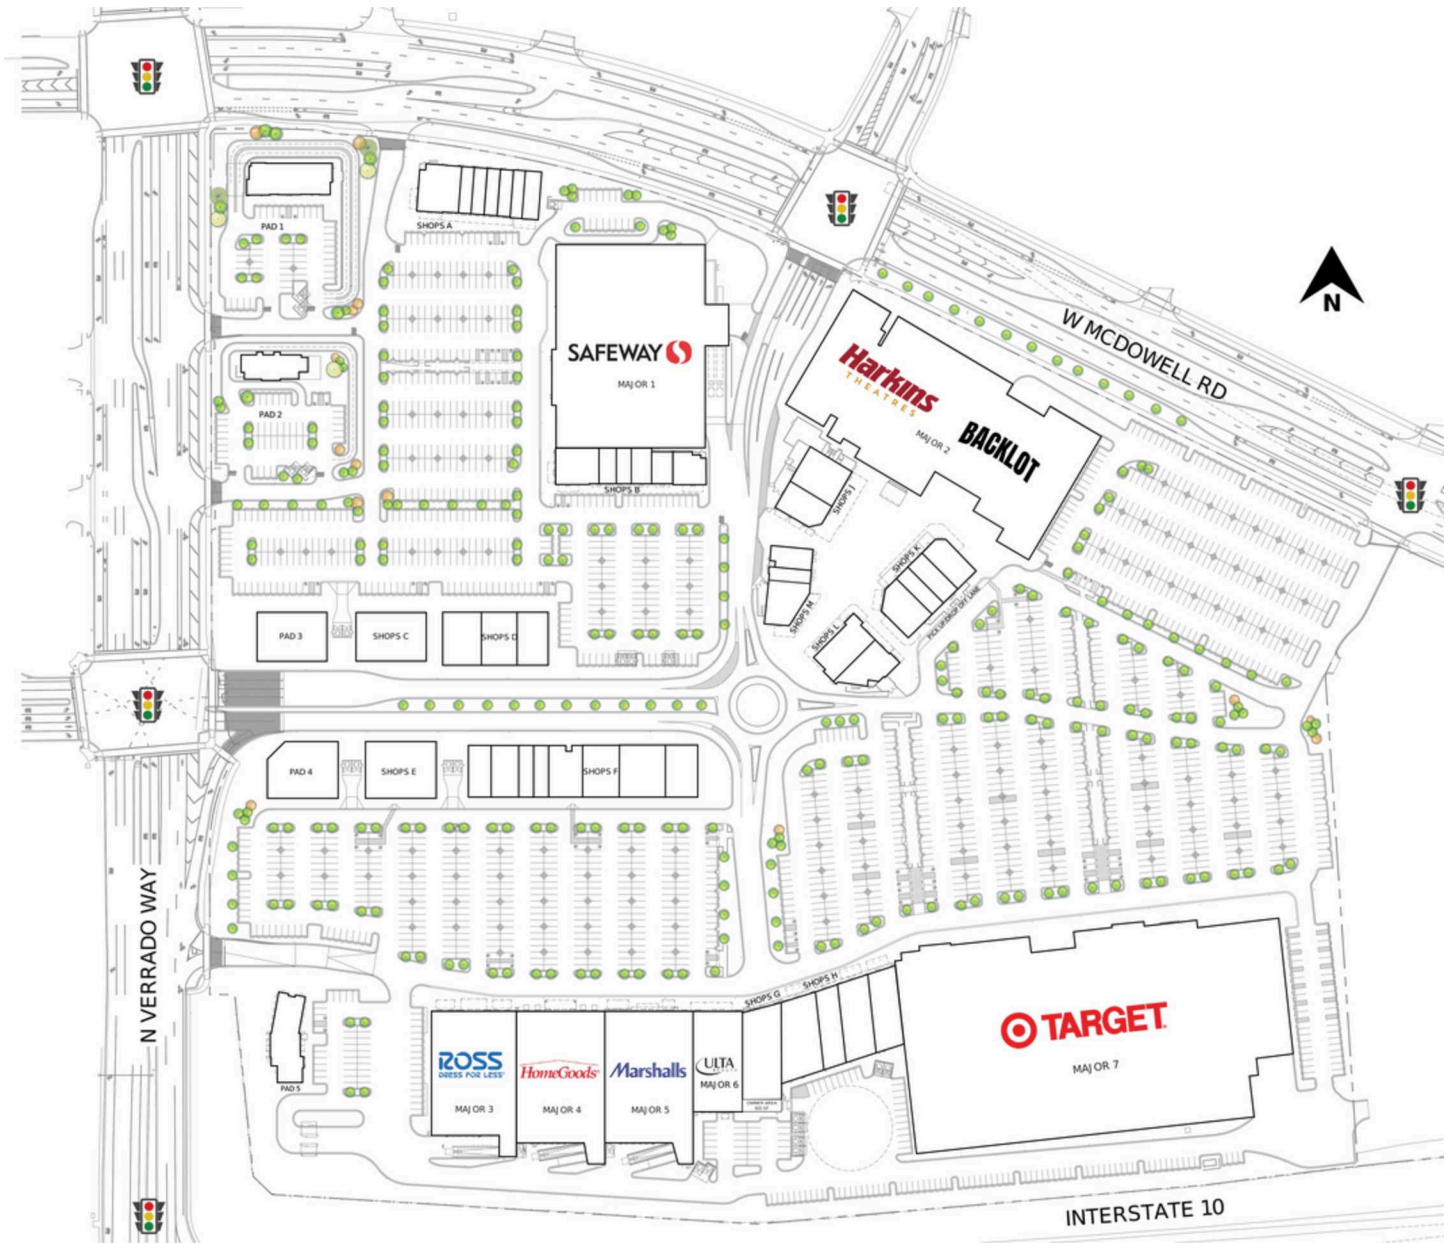 PAD 1
SHOPS A
SAFEWAY
MAJOR 1
N
W MCDOWELL RD
Harkins
THEATRES
BACKLOT
MAJOR 2
PAD 2
SHOPS B
SHOPS J
SHOPS K
PICK UP/DROP OFF LANE
SHOPS M
SHOPS L
PAD 3
SHOPS C
SHOPS D
PAD 4
SHOPS E
SHOPS F
N VERRADO WAY
SHOPS G
SHOPS H
PAD 5
ROSS
DRESS FOR LESS
MAJOR 3
HomeGoods
MAJOR 4
Marshalls
MAJOR 5
ULTA
BEAUTY
MAJOR 6
TARGET
MAJOR 7
INTERSTATE 10